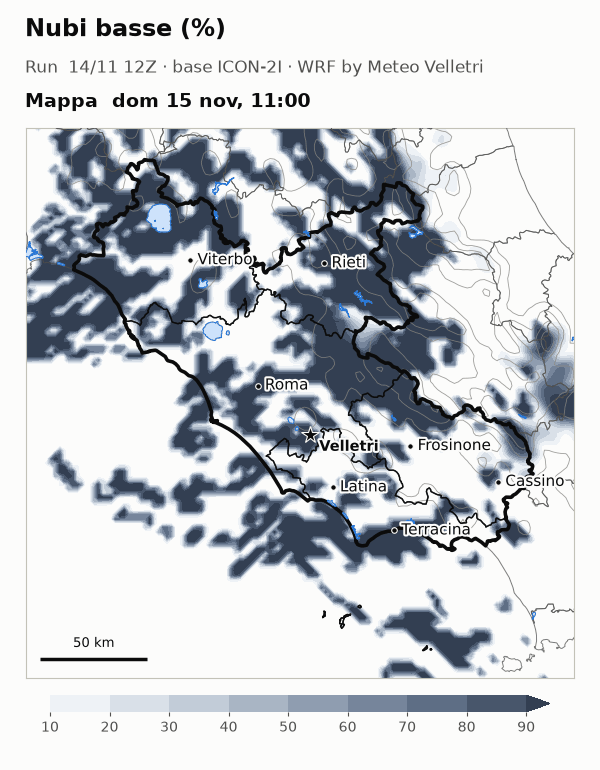 Nubi basse (%)
Run  14/11 12Z · base ICON-2I · WRF by Meteo Velletri
Mappa  dom 15 nov, 11:00
Viterbo
Rieti
Roma
Velletri
Frosinone
Cassino
Latina
Terracina
50 km
10 20 30 40 50 60 70 80 90